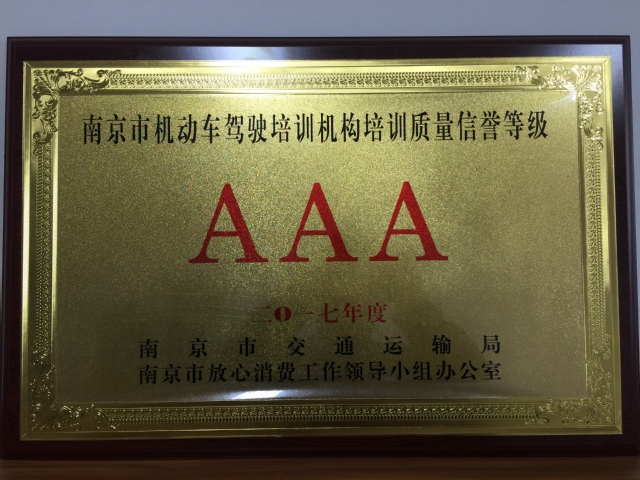 南京市机动车驾驶培训机构培训质量信誉等级
AAA
二0一七年度
南京市交通运输局
南京市放心消费工作领导小组办公室